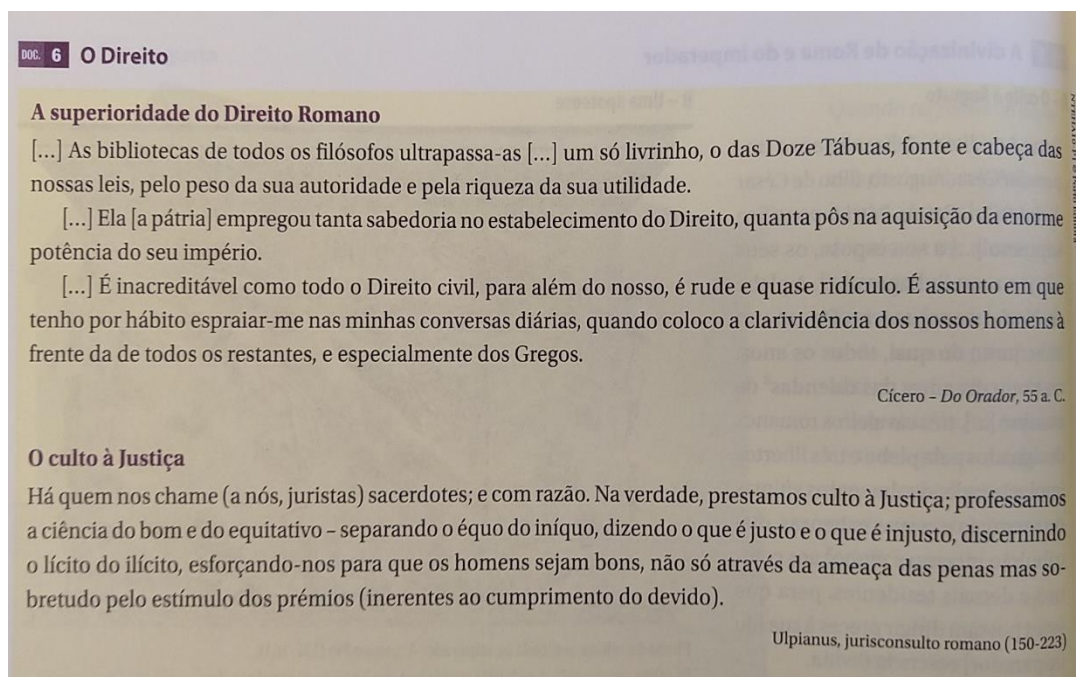 DOC. 6 O Direito
A superioridade do Direito Romano
[...] As bibliotecas de todos os filósofos ultrapassa-as [...] um só livrinho, o das Doze Tábuas, fonte e cabeça das
nossas leis, pelo peso da sua autoridade e pela riqueza da sua utilidade.
[...] Ela [a pátria] empregou tanta sabedoria no estabelecimento do Direito, quanta pôs na aquisição da enorme
potência do seu império.
[...] É inacreditável como todo o Direito civil, para além do nosso, é rude e quase ridículo. É assunto em que
tenho por hábito espraiar-me nas minhas conversas diárias, quando coloco a clarividência dos nossos homens à
frente da de todos os restantes, e especialmente dos Gregos.
Cícero – Do Orador, 55 a. C.
O culto à Justiça
Há quem nos chame (a nós, juristas) sacerdotes; e com razão. Na verdade, prestamos culto à Justiça; professamos
a ciência do bom e do equitativo – separando o équo do iníquo, dizendo o que é justo e o que é injusto, discernindo
o lícito do ilícito, esforçando-nos para que os homens sejam bons, não só através da ameaça das penas mas so-
bretudo pelo estímulo dos prémios (inerentes ao cumprimento do devido).
Ulpianus, jurisconsulto romano (150-223)